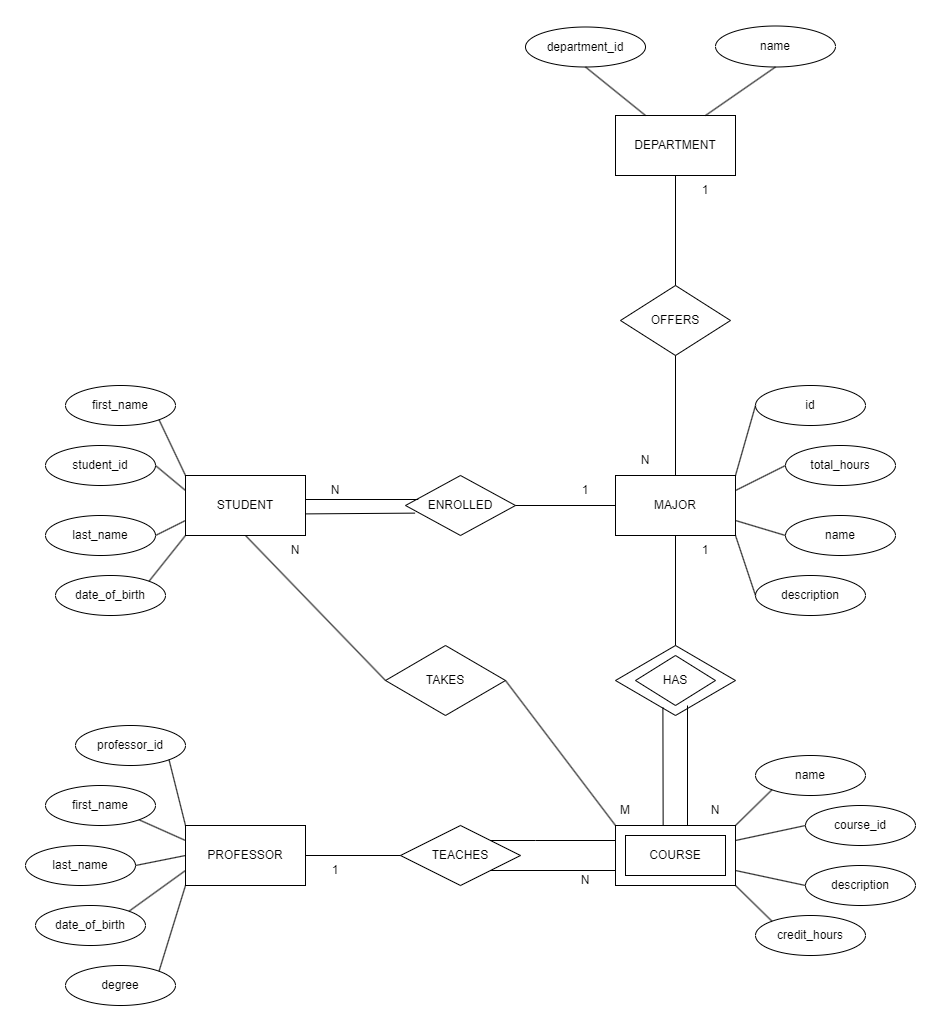 department_id
name
DEPARTMENT
1
OFFERS
first_name
id
N
student_id
total_hours
STUDENT
N
ENROLLED
1
MAJOR
last_name
name
N
1
date_of_birth
description
TAKES
HAS
professor_id
name
first_name
M
N
course_id
PROFESSOR
TEACHES
COURSE
last_name
1
N
description
date_of_birth
credit_hours
degree